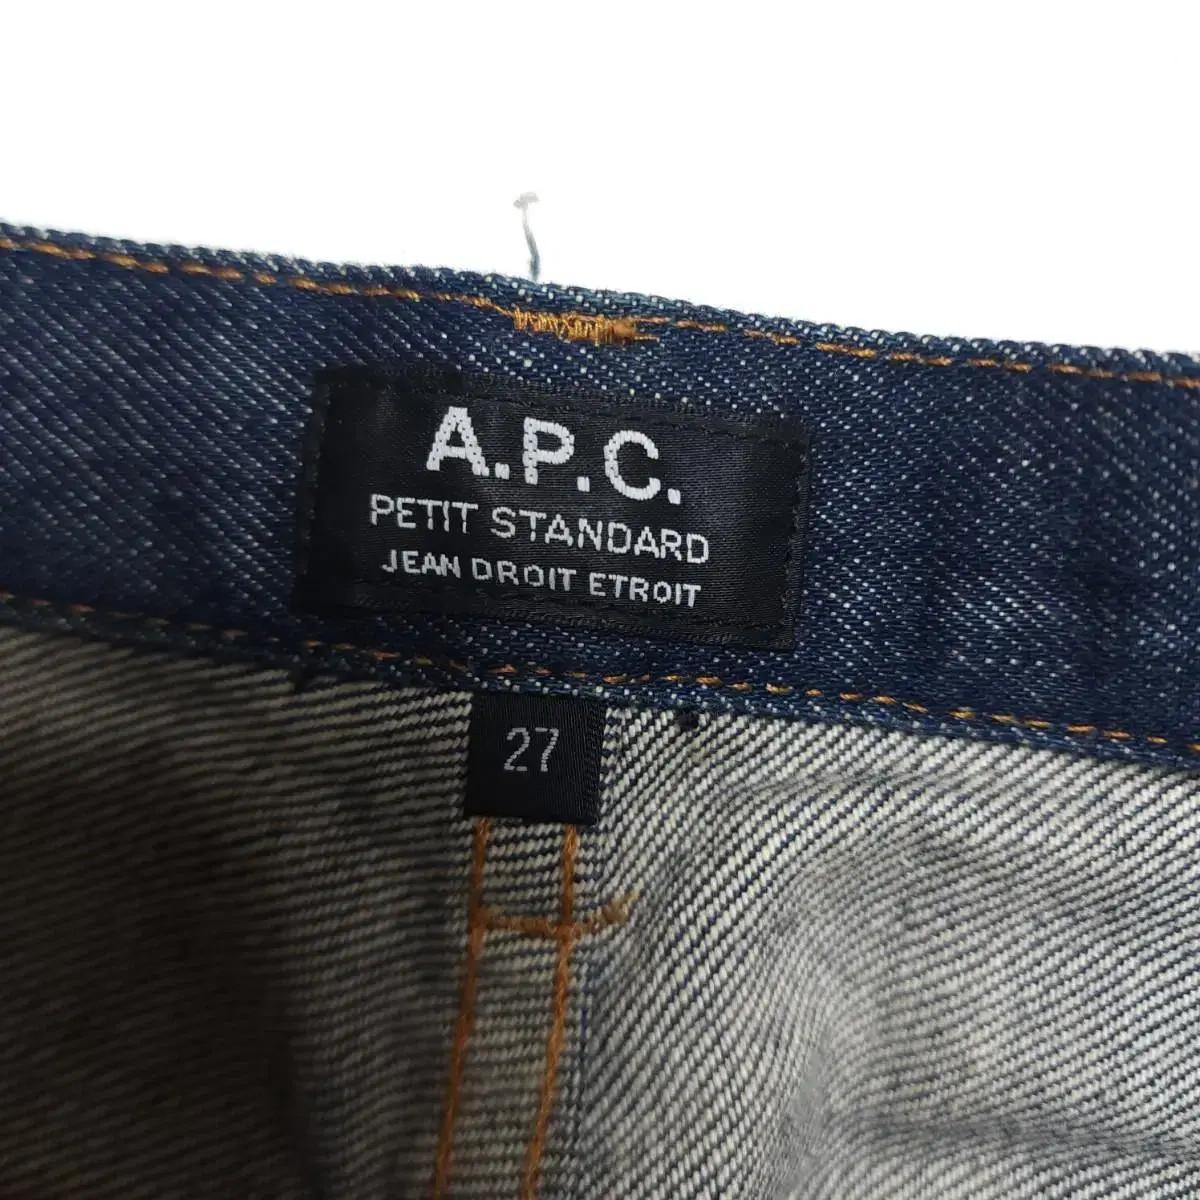 A.P.C.
PETIT STANDARD
JEAN DROIT ETROIT
27